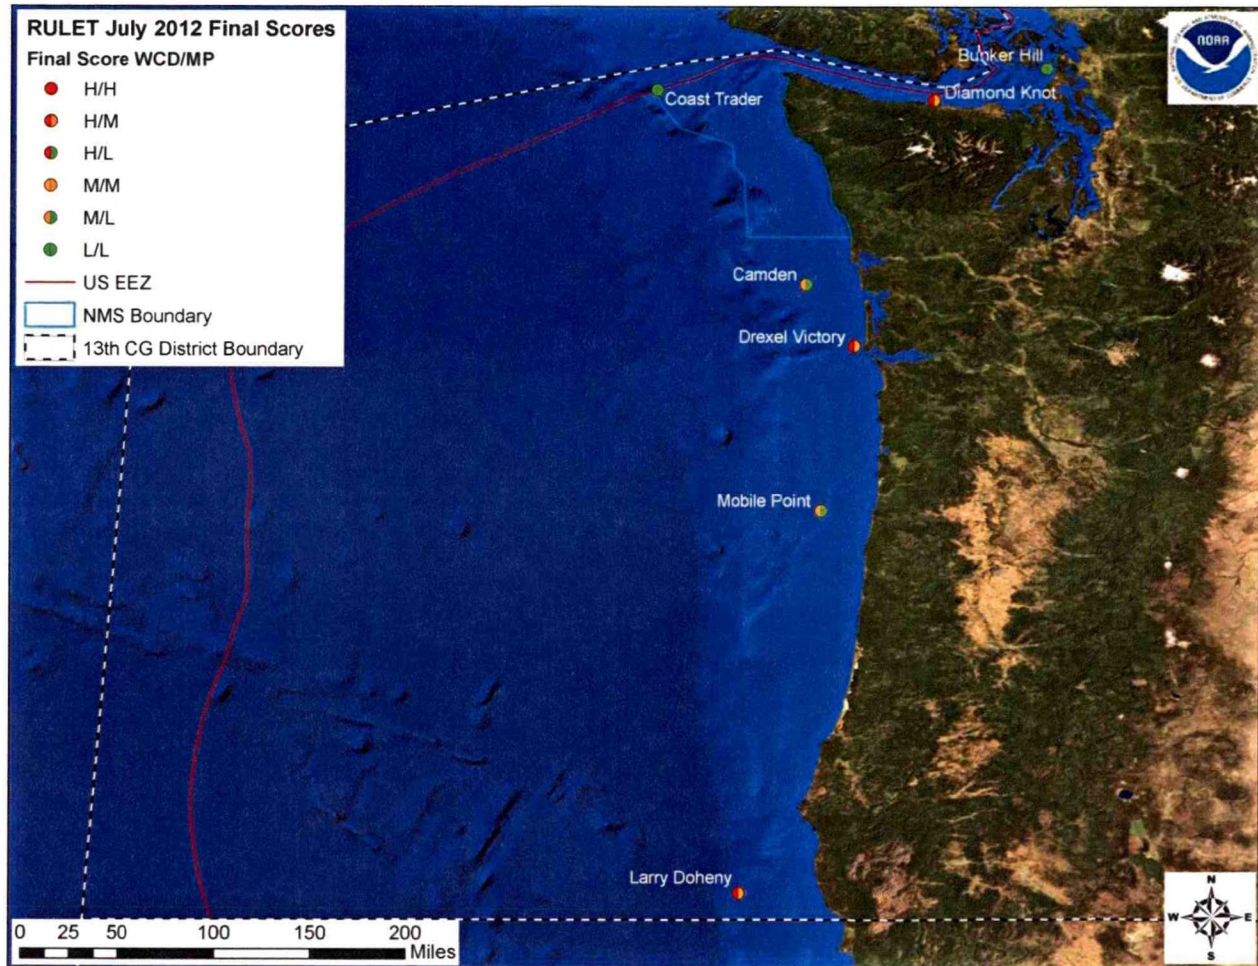 RULET July 2012 Final Scores
Final Score WCD/MP
H/H
H/M
H/L
M/M
M/L
L/L
US EEZ
NMS Boundary
13th CG District Boundary
NOAA
Bunker Hill
Diamond Knot
Coast Trader
Camden
Drexel Victory
Mobile Point
Larry Doheny
0 25 50 100 150 200
Miles
N
W E
S